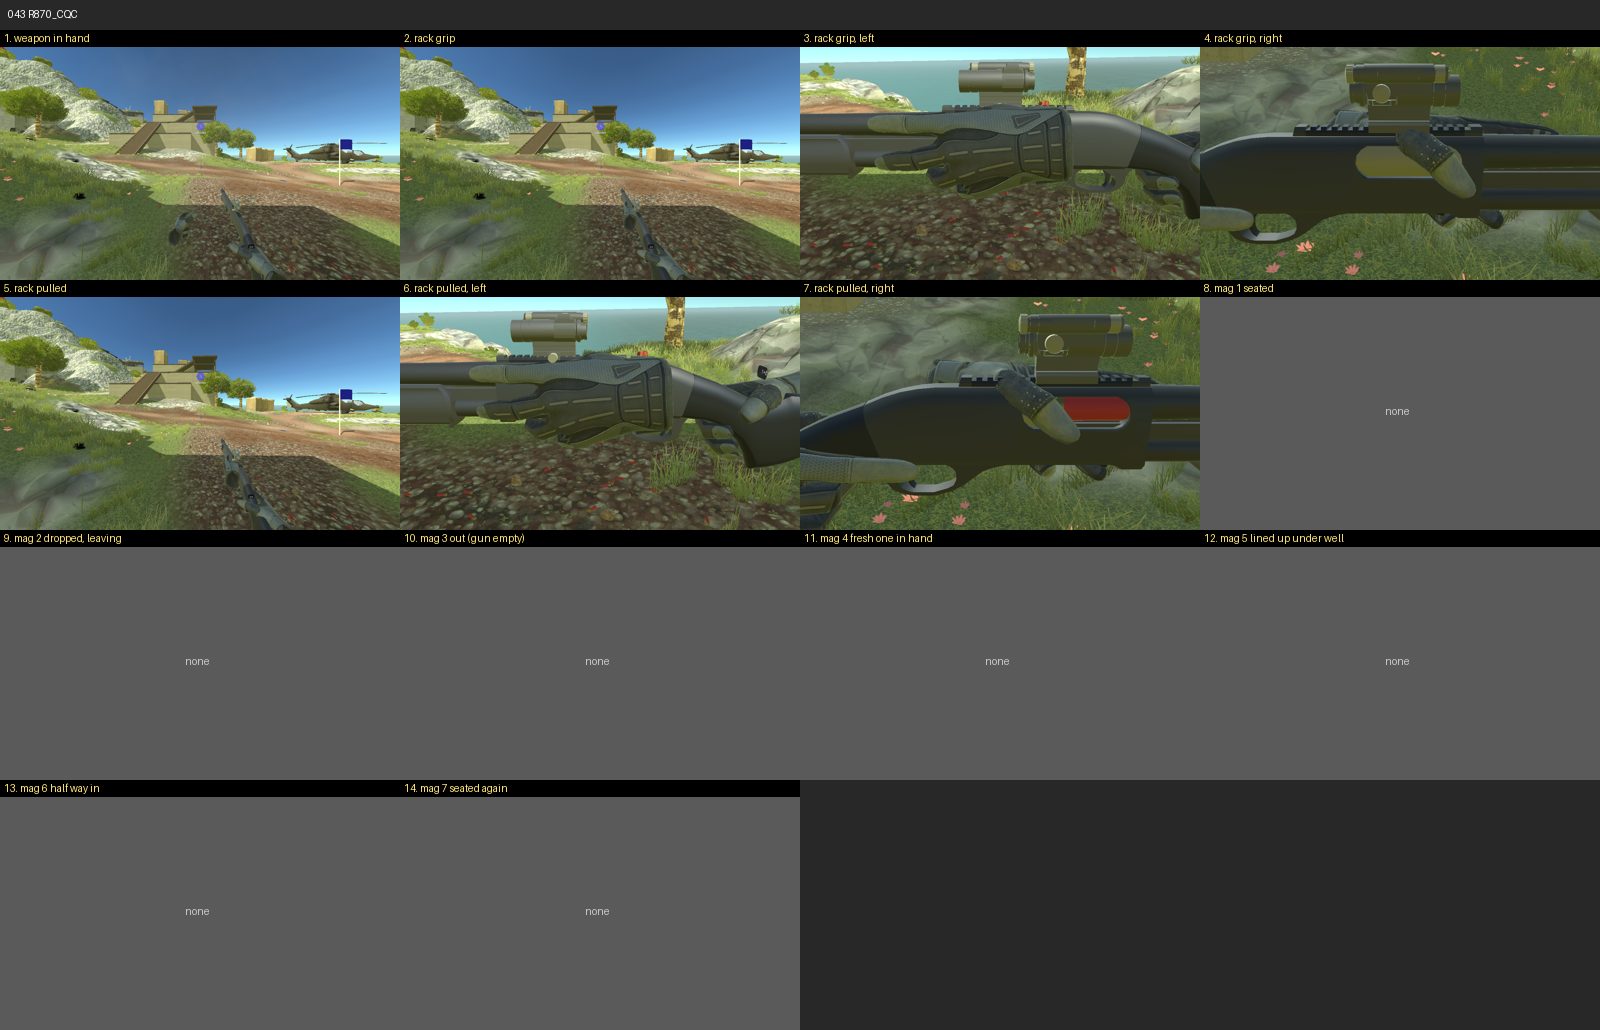 043 R870_CQC
1. weapon in hand
2. rack grip
3. rack grip, left
4. rack grip, right
5. rack pulled
6. rack pulled, left
7. rack pulled, right
8. mag 1 seated
none
9. mag 2 dropped, leaving
10. mag 3 out (gun empty)
11. mag 4 fresh one in hand
12. mag 5 lined up under well
none
none
none
none
13. mag 6 half way in
14. mag 7 seated again
none
none